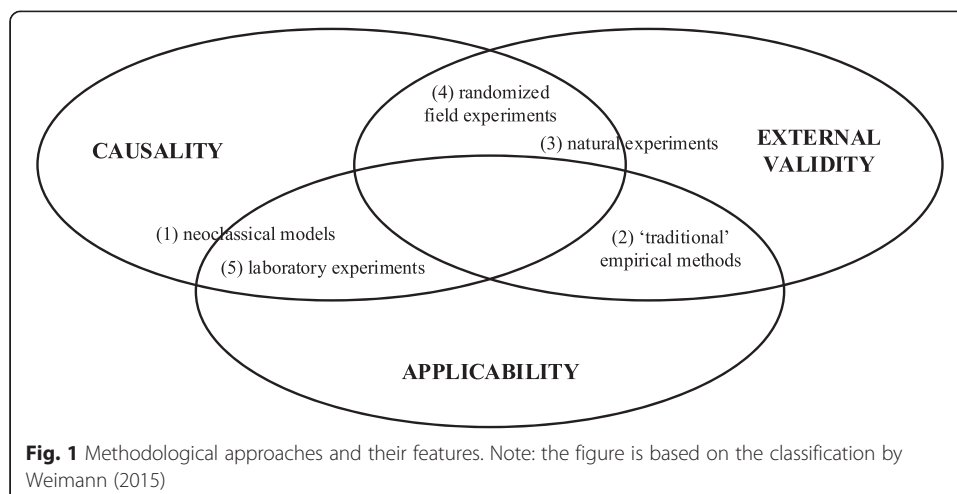 (4) randomized
field experiments
(3) natural experiments
CAUSALITY
EXTERNAL
VALIDITY
(1) neoclassical models
(5) laboratory experiments
(2) ‘traditional’
empirical methods
APPLICABILITY
Fig. 1 Methodological approaches and their features. Note: the figure is based on the classification by
Weimann (2015)